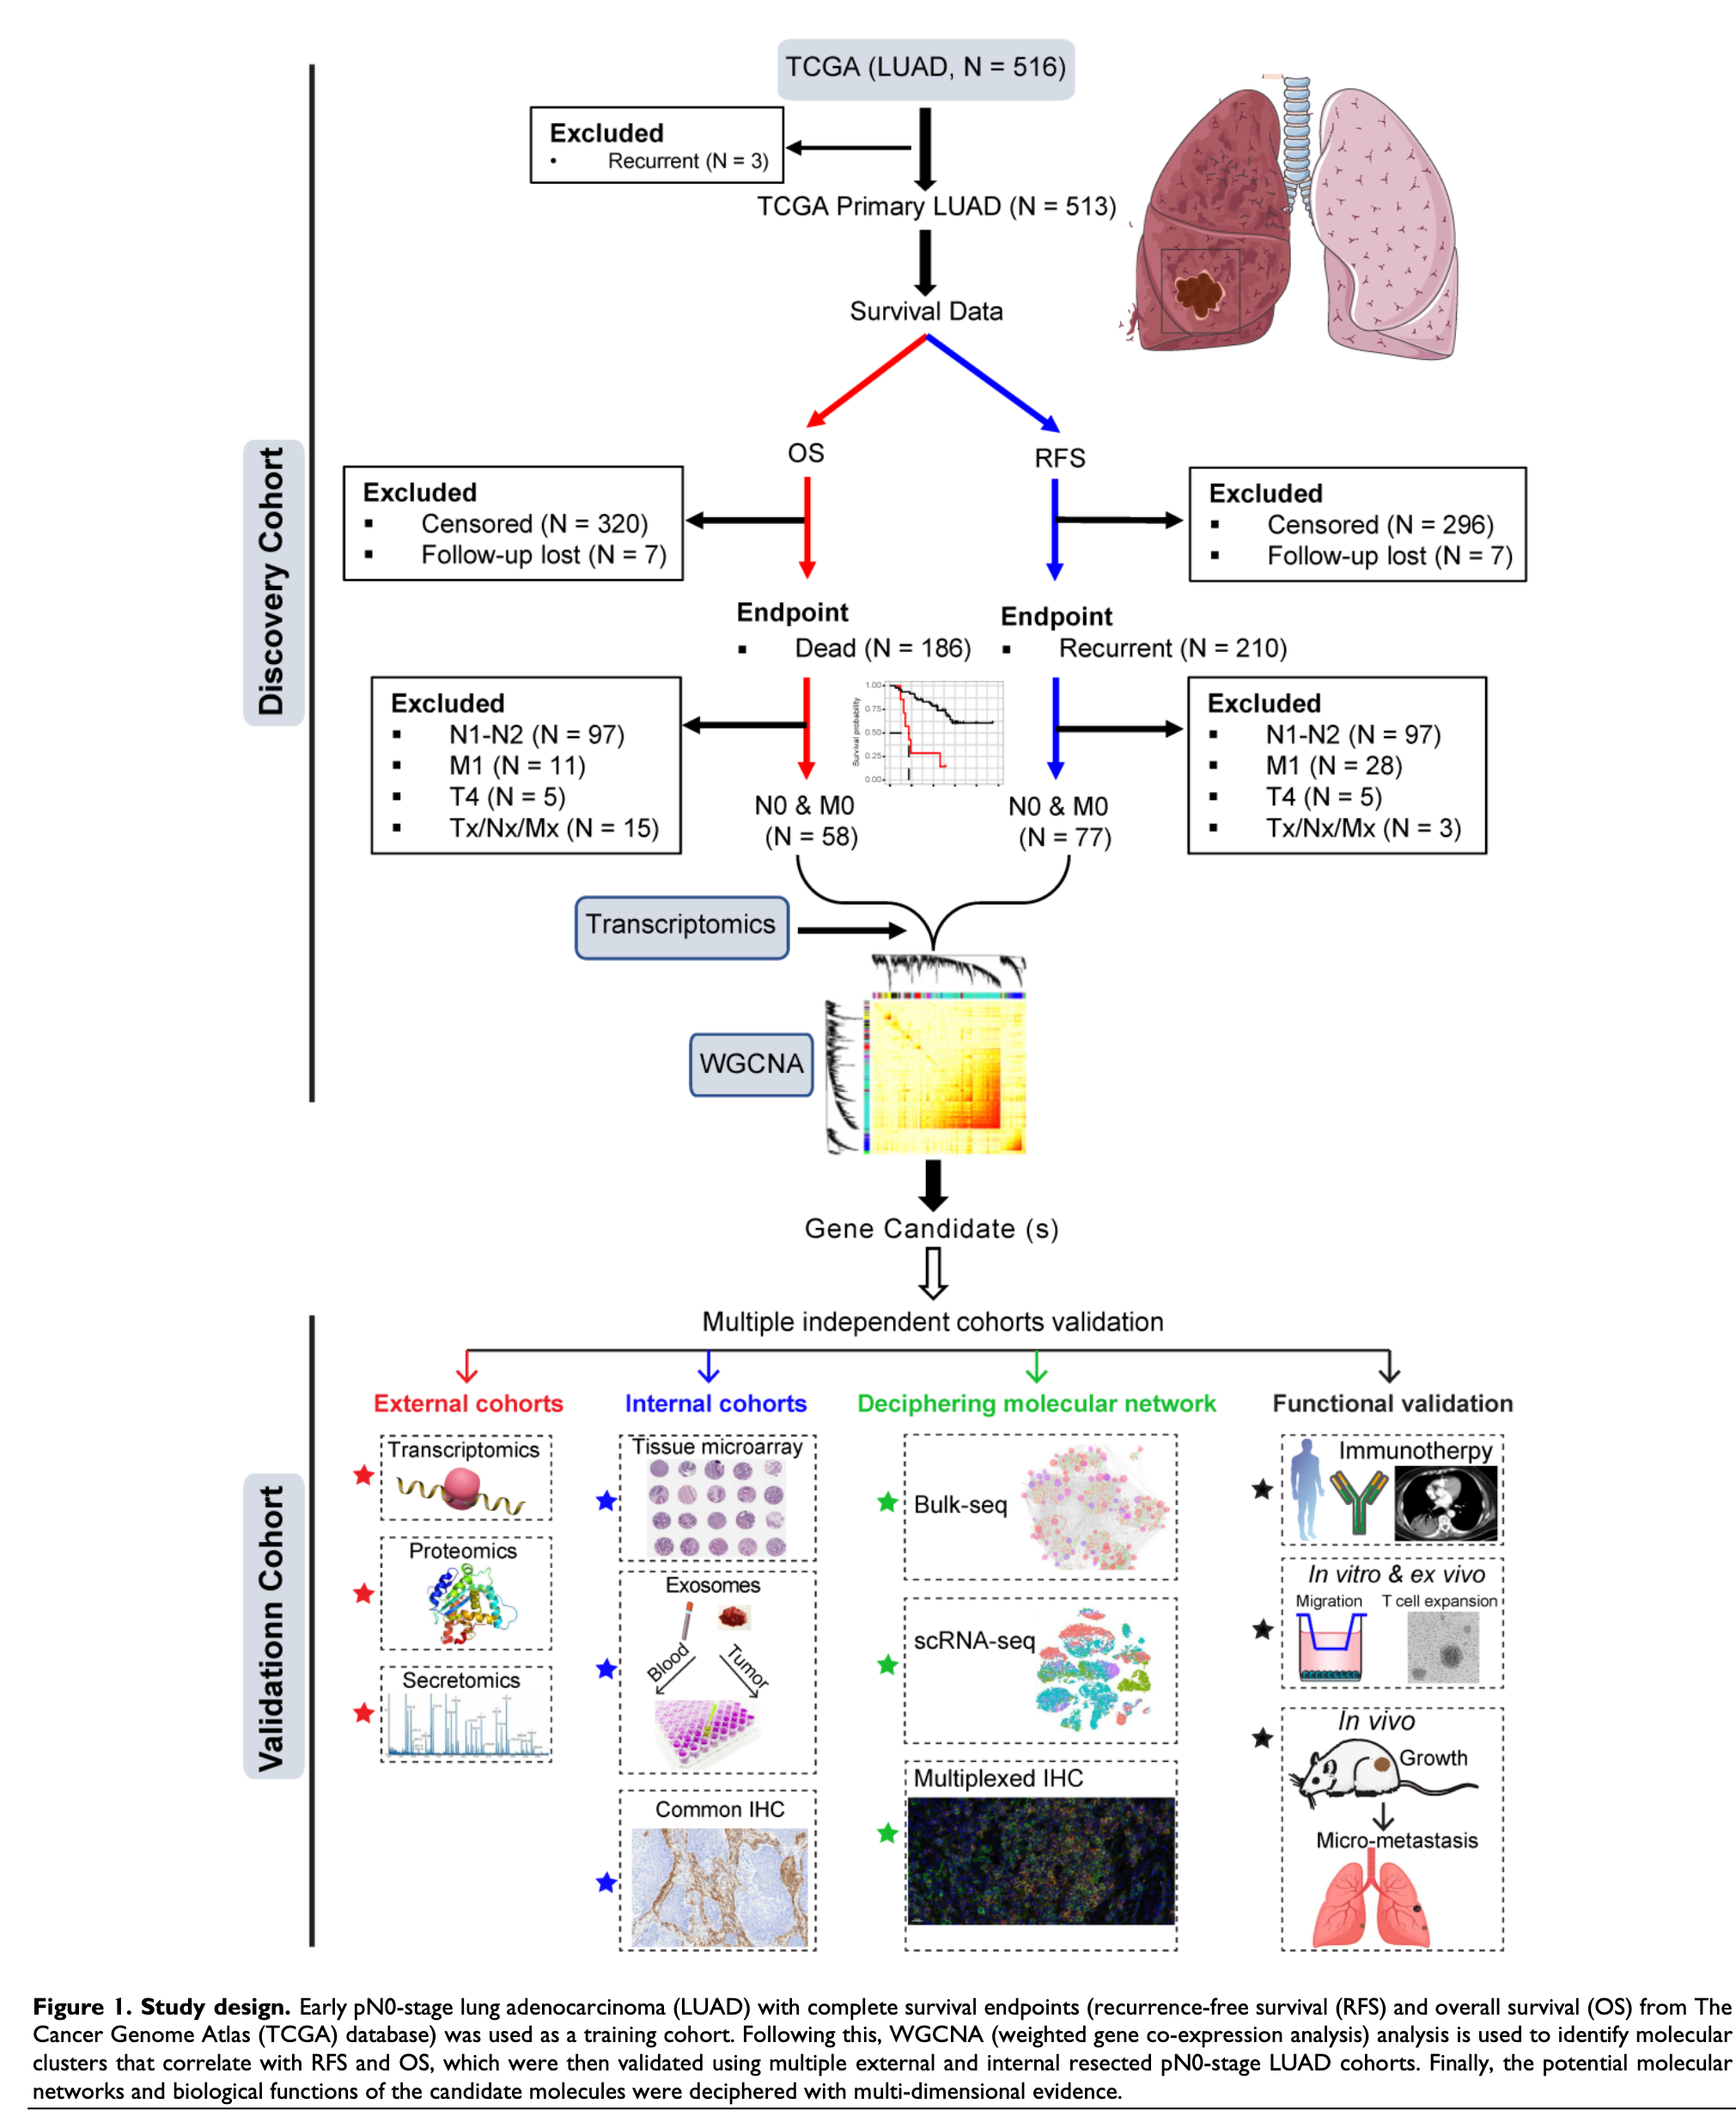 TCGA (LUAD, N = 516)
Excluded
• Recurrent (N = 3)
TCGA Primary LUAD (N = 513)
Survival Data
OS
RFS
Excluded
▪ Censored (N = 320)
▪ Follow-up lost (N = 7)
Excluded
▪ Censored (N = 296)
▪ Follow-up lost (N = 7)
Discovery Cohort
Endpoint
▪ Dead (N = 186)
Endpoint
▪ Recurrent (N = 210)
Excluded
▪ N1-N2 (N = 97)
▪ M1 (N = 11)
▪ T4 (N = 5)
▪ Tx/Nx/Mx (N = 15)
Survival probability
1.00
0.75
0.50
0.25
0.00
Excluded
▪ N1-N2 (N = 97)
▪ M1 (N = 28)
▪ T4 (N = 5)
▪ Tx/Nx/Mx (N = 3)
N0 & M0
(N = 58)
N0 & M0
(N = 77)
Transcriptomics
WGCNA
Gene Candidate (s)
Multiple independent cohorts validation
Validationn Cohort
External cohorts
Transcriptomics
Proteomics
Secretomics
Internal cohorts
Tissue microarray
Exosomes
Blood
Tumor
Common IHC
Deciphering molecular network
Bulk-seq
scRNA-seq
Multiplexed IHC
Functional validation
Immunotherpy
In vitro & ex vivo
Migration
T cell expansion
In vivo
Growth
Micro-metastasis
Figure 1. Study design. Early pN0-stage lung adenocarcinoma (LUAD) with complete survival endpoints (recurrence-free survival (RFS) and overall survival (OS) from The
Cancer Genome Atlas (TCGA) database) was used as a training cohort. Following this, WGCNA (weighted gene co-expression analysis) analysis is used to identify molecular
clusters that correlate with RFS and OS, which were then validated using multiple external and internal resected pN0-stage LUAD cohorts. Finally, the potential molecular
networks and biological functions of the candidate molecules were deciphered with multi-dimensional evidence.